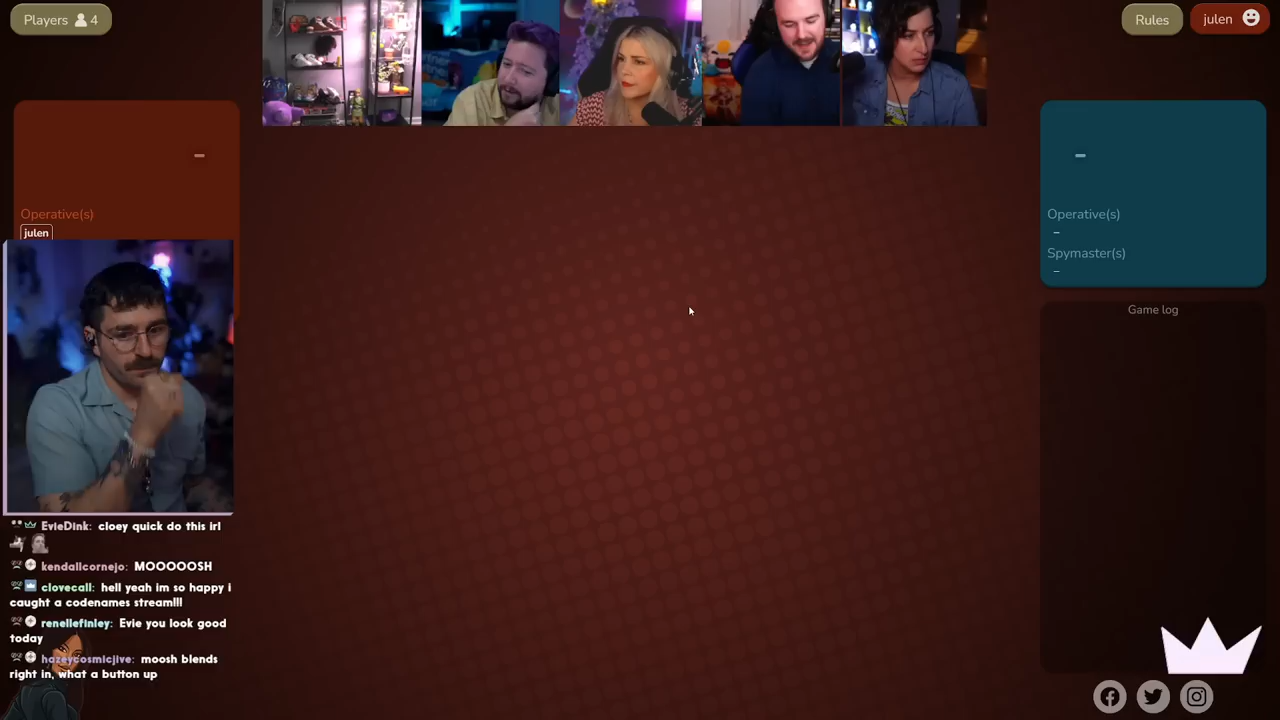 Players 4
Rules
julen
–
Operative(s)
julen
–
Operative(s)
–
Spymaster(s)
–
Game log
EvieDink: cloey quick do this irl
kendallcornejo: MOOOOOSH
clovecall: hell yeah im so happy i
caught a codenames stream!!!
renellefinley: Evie you look good
today
hazeycosmicjive: moosh blends
right in, what a button up